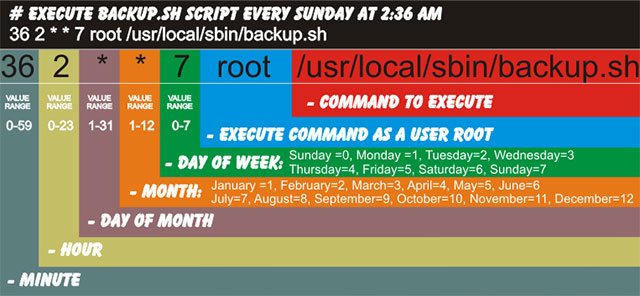 # EXECUTE BACKUP.SH SCRIPT EVERY SUNDAY AT 2:36 AM
36 2 * * 7 root /usr/local/sbin/backup.sh
36 2 * * 7 root /usr/local/sbin/backup.sh
VALUE RANGE VALUE RANGE VALUE RANGE VALUE RANGE VALUE RANGE
0-59 0-23 1-31 1-12 0-7
- COMMAND TO EXECUTE
- EXECUTE COMMAND AS A USER ROOT
- DAY OF WEEK: Sunday =0, Monday =1, Tuesday=2, Wednesday=3
Thursday=4, Friday=5, Saturday=6, Sunday=7
- MONTH: January =1, February=2, March=3, April=4, May=5, June=6
July=7, August=8, September=9, October=10, November=11, December=12
- DAY OF MONTH
- HOUR
- MINUTE